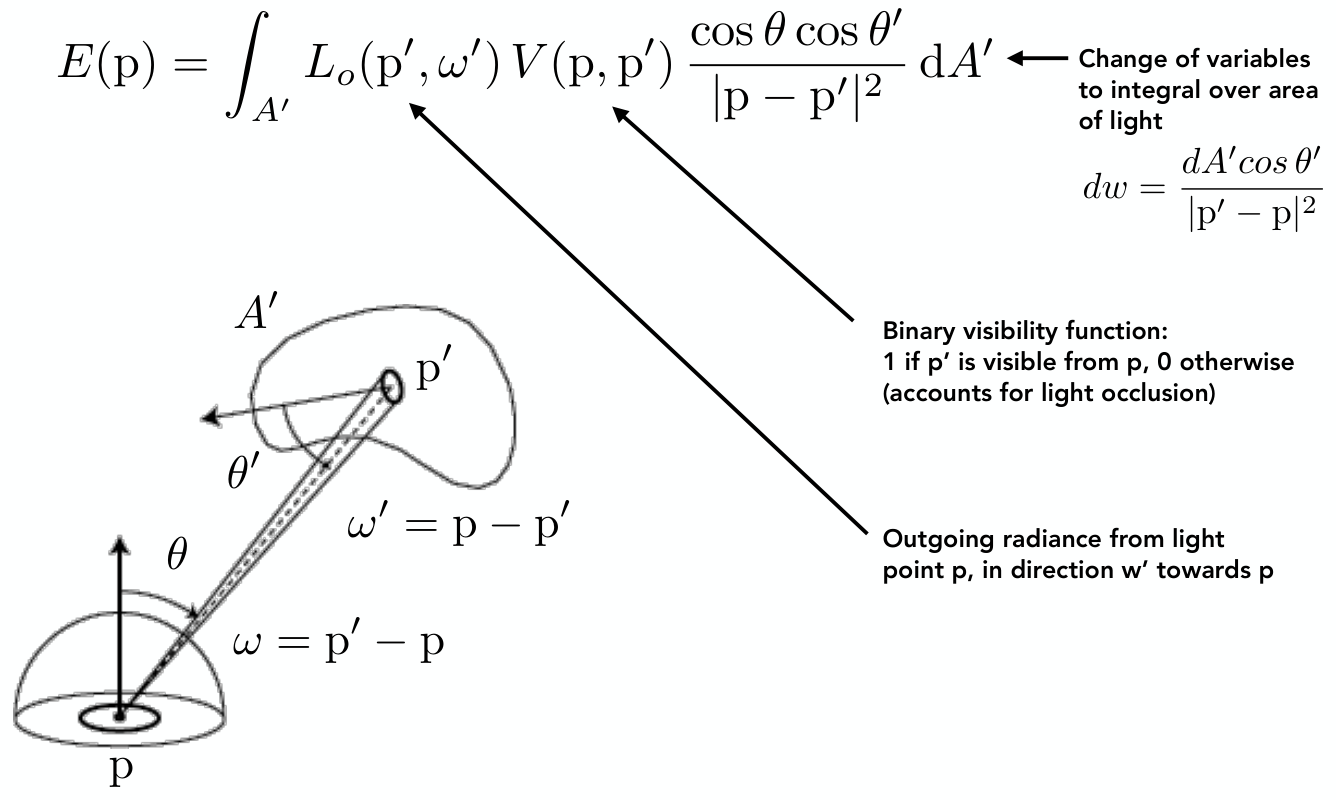 E(p) = ∫_{A′} L_o(p′, ω′) V(p, p′) \frac{cos θ cos θ′}{|p − p′|²} dA′
Change of variables
to integral over area
of light
dw = \frac{dA′cos θ′}{|p′ − p|²}
Binary visibility function:
1 if p’ is visible from p, 0 otherwise
(accounts for light occlusion)
Outgoing radiance from light
point p, in direction w’ towards p
A′
p′
θ′
ω′ = p − p′
θ
ω = p′ − p
p